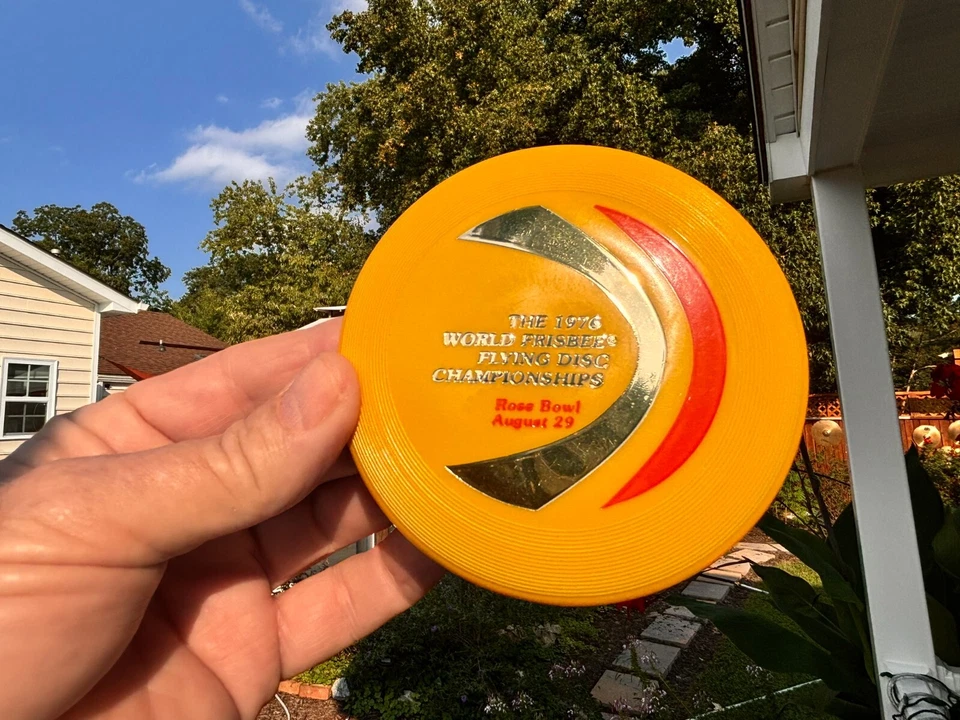 THE 1976
WORLD FRISBEE®
FLYING DISC
CHAMPIONSHIPS
Rose Bowl
August 29